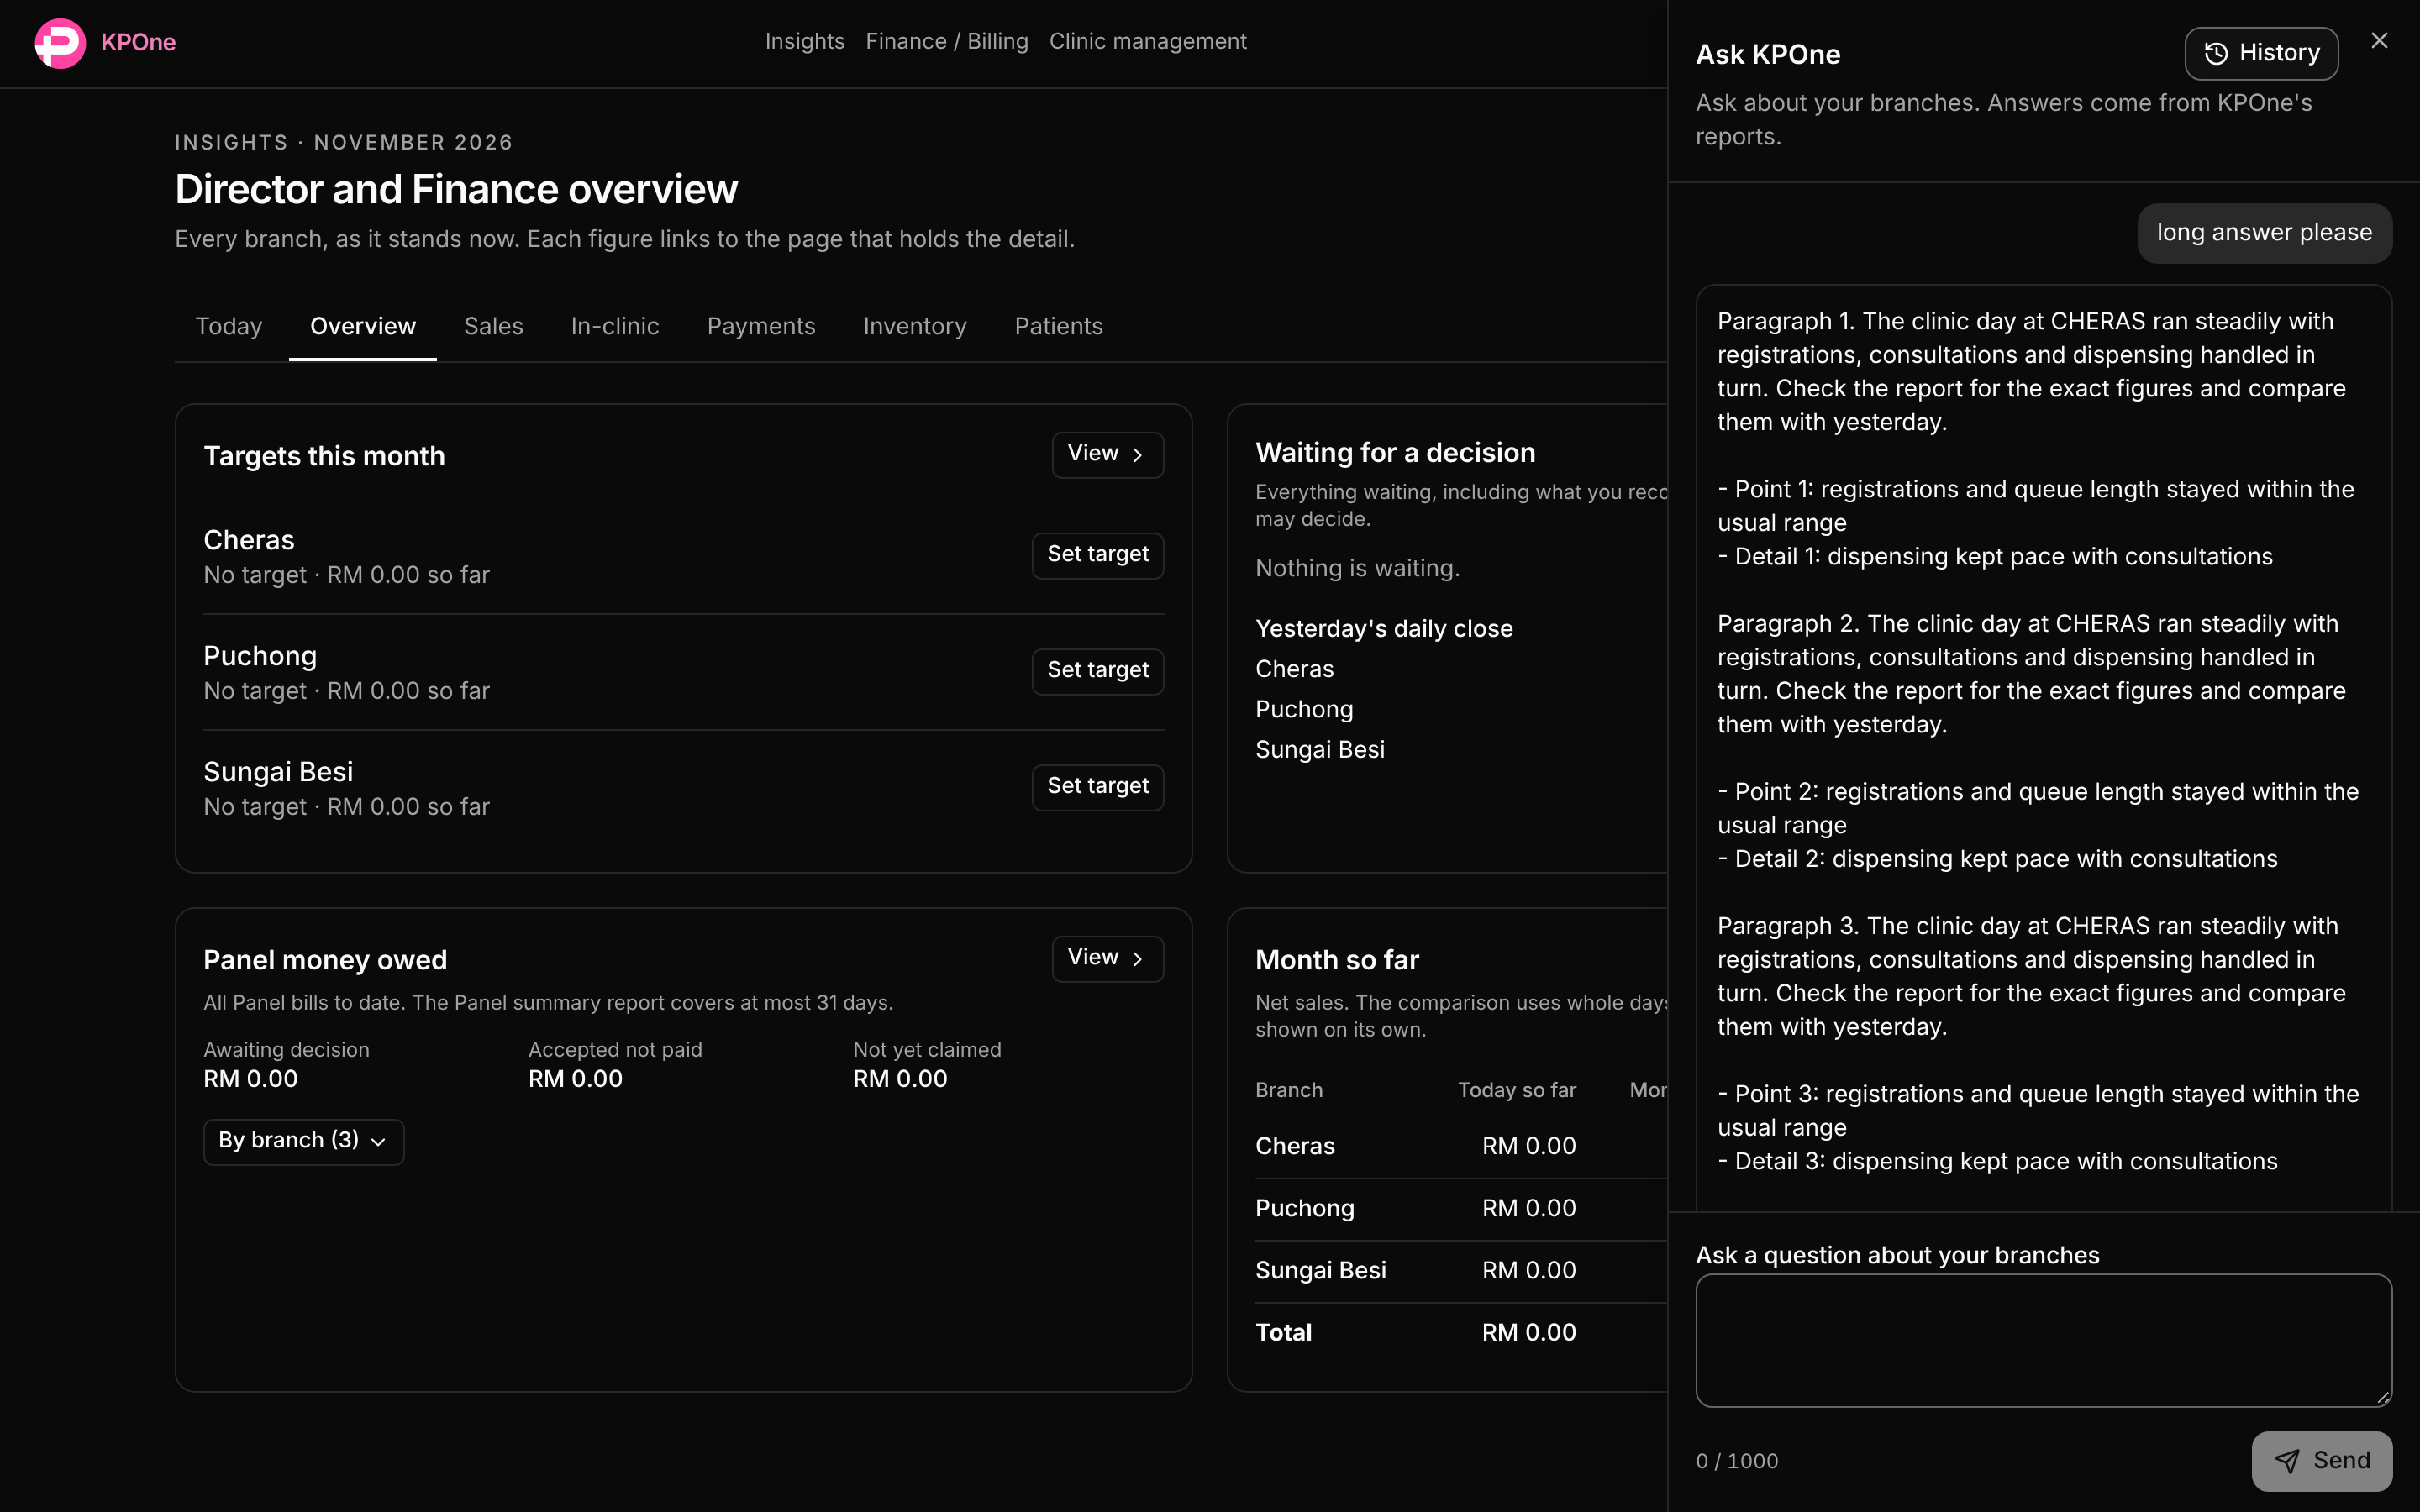 KPOne
Insights
Finance / Billing
Clinic management
INSIGHTS · NOVEMBER 2026
Director and Finance overview
Every branch, as it stands now. Each figure links to the page that holds the detail.
Today
Overview
Sales
In-clinic
Payments
Inventory
Patients
Targets this month
View
Cheras
No target · RM 0.00 so far
Set target
Puchong
No target · RM 0.00 so far
Set target
Sungai Besi
No target · RM 0.00 so far
Set target
Waiting for a decision
Everything waiting, including what you
may decide.
Nothing is waiting.
Yesterday's daily close
Cheras
Puchong
Sungai Besi
Panel money owed
View
All Panel bills to date. The Panel summary report covers at most 31 days.
Awaiting decision
RM 0.00
Accepted not paid
RM 0.00
Not yet claimed
RM 0.00
By branch (3)
Month so far
Net sales. The comparison uses whole days
shown on its own.
Branch
Today so far
Cheras
RM 0.00
Puchong
RM 0.00
Sungai Besi
RM 0.00
Total
RM 0.00
Ask KPOne
History
Ask about your branches. Answers come from KPOne's
reports.
long answer please
Paragraph 1. The clinic day at CHERAS ran steadily with
registrations, consultations and dispensing handled in
turn. Check the report for the exact figures and compare
them with yesterday.
- Point 1: registrations and queue length stayed within the
usual range
- Detail 1: dispensing kept pace with consultations
Paragraph 2. The clinic day at CHERAS ran steadily with
registrations, consultations and dispensing handled in
turn. Check the report for the exact figures and compare
them with yesterday.
- Point 2: registrations and queue length stayed within the
usual range
- Detail 2: dispensing kept pace with consultations
Paragraph 3. The clinic day at CHERAS ran steadily with
registrations, consultations and dispensing handled in
turn. Check the report for the exact figures and compare
them with yesterday.
- Point 3: registrations and queue length stayed within the
usual range
- Detail 3: dispensing kept pace with consultations
Ask a question about your branches
0 / 1000
Send